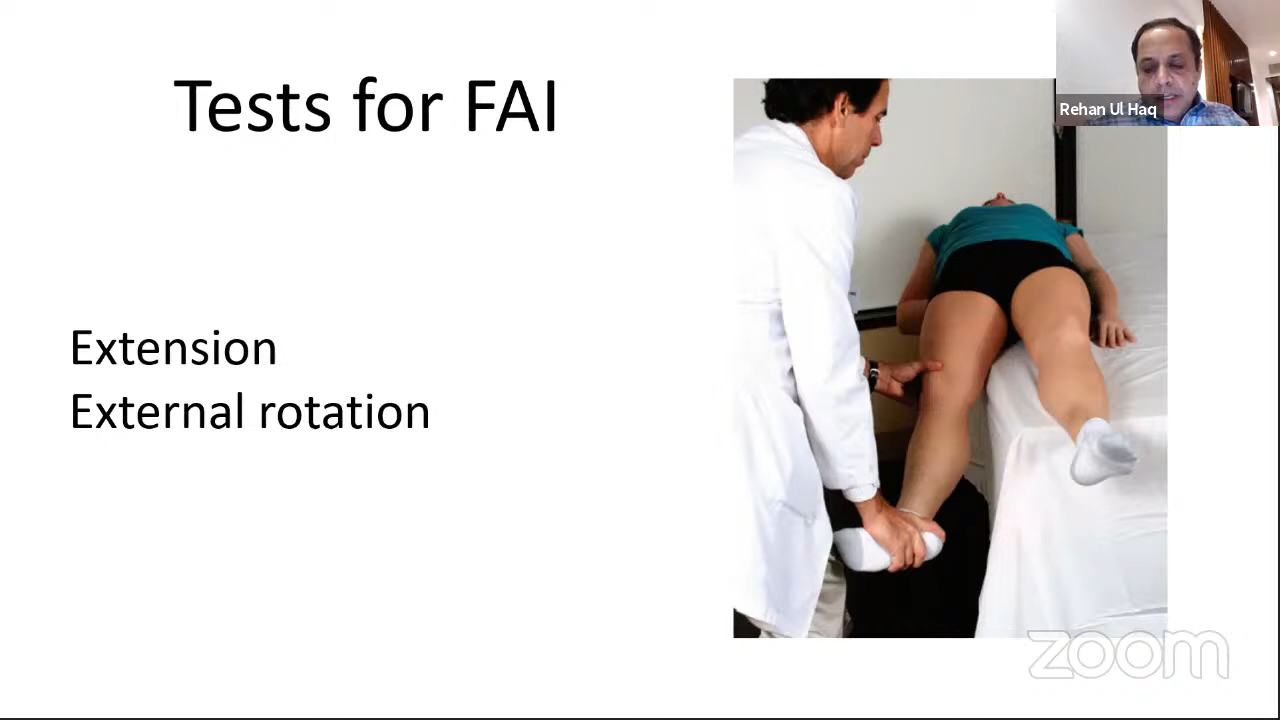 Tests for FAI
Rehan Ul Haq
Extension
External rotation
zoom